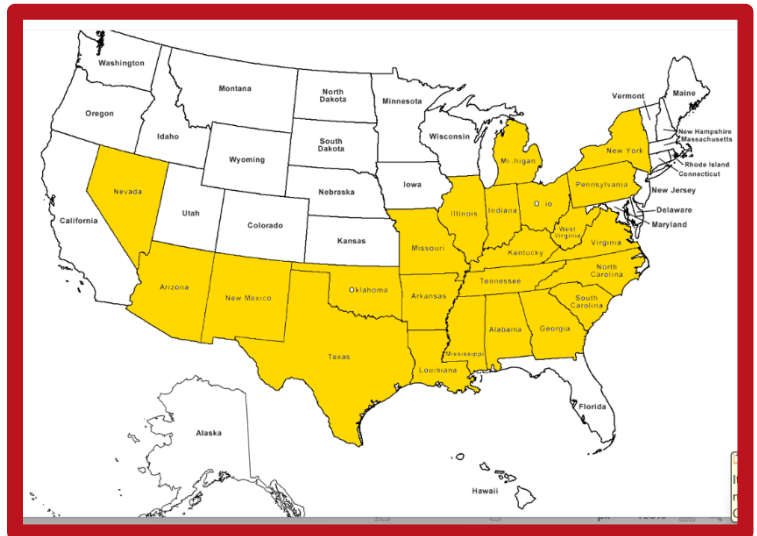 Washington
Montana
North
Dakota
Minnesota
Vermont
Maine
Oregon
Idaho
Wisconsin
New Hampshire
Massachusetts
South
Dakota
Wyoming
Mi higan
New York
Rhode Island
Connecticut
Nebraska
Iowa
Pennsylvania
New Jersey
Nevada
Utah
Colorado
Illinois
Indiana
O io
Delaware
Maryland
California
Kansas
Missouri
West
Virginia
Virginia
Kentucky
Arizona
New Mexico
Oklahoma
Arkansas
Tennessee
North
Carolina
South
Carolina
Texas
Mississippi
Alabama
Georgia
Louisiana
Florida
Alaska
Hawaii